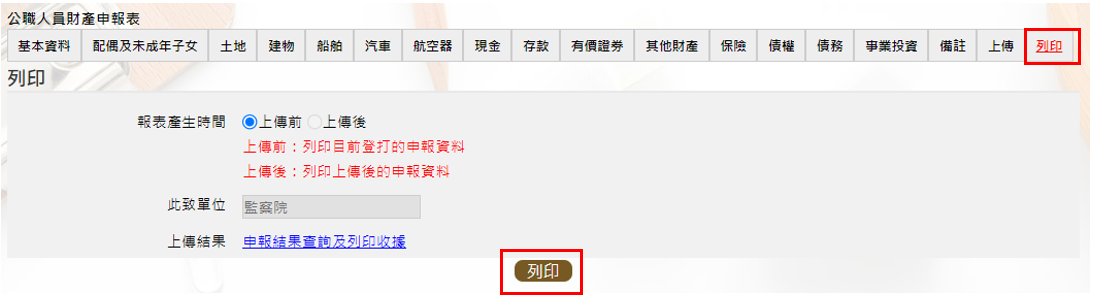 公職人員財產申報表
基本資料 配偶及未成年子女 土地 建物 船舶 汽車 航空器 現金 存款 有價證券 其他財產 保險 債權 債務 事業投資 備註 上傳 列印
列印
報表產生時間 上傳前 上傳後
上傳前：列印目前登打的申報資料
上傳後：列印上傳後的申報資料
此致單位 監察院
上傳結果 申報結果查詢及列印收據
列印